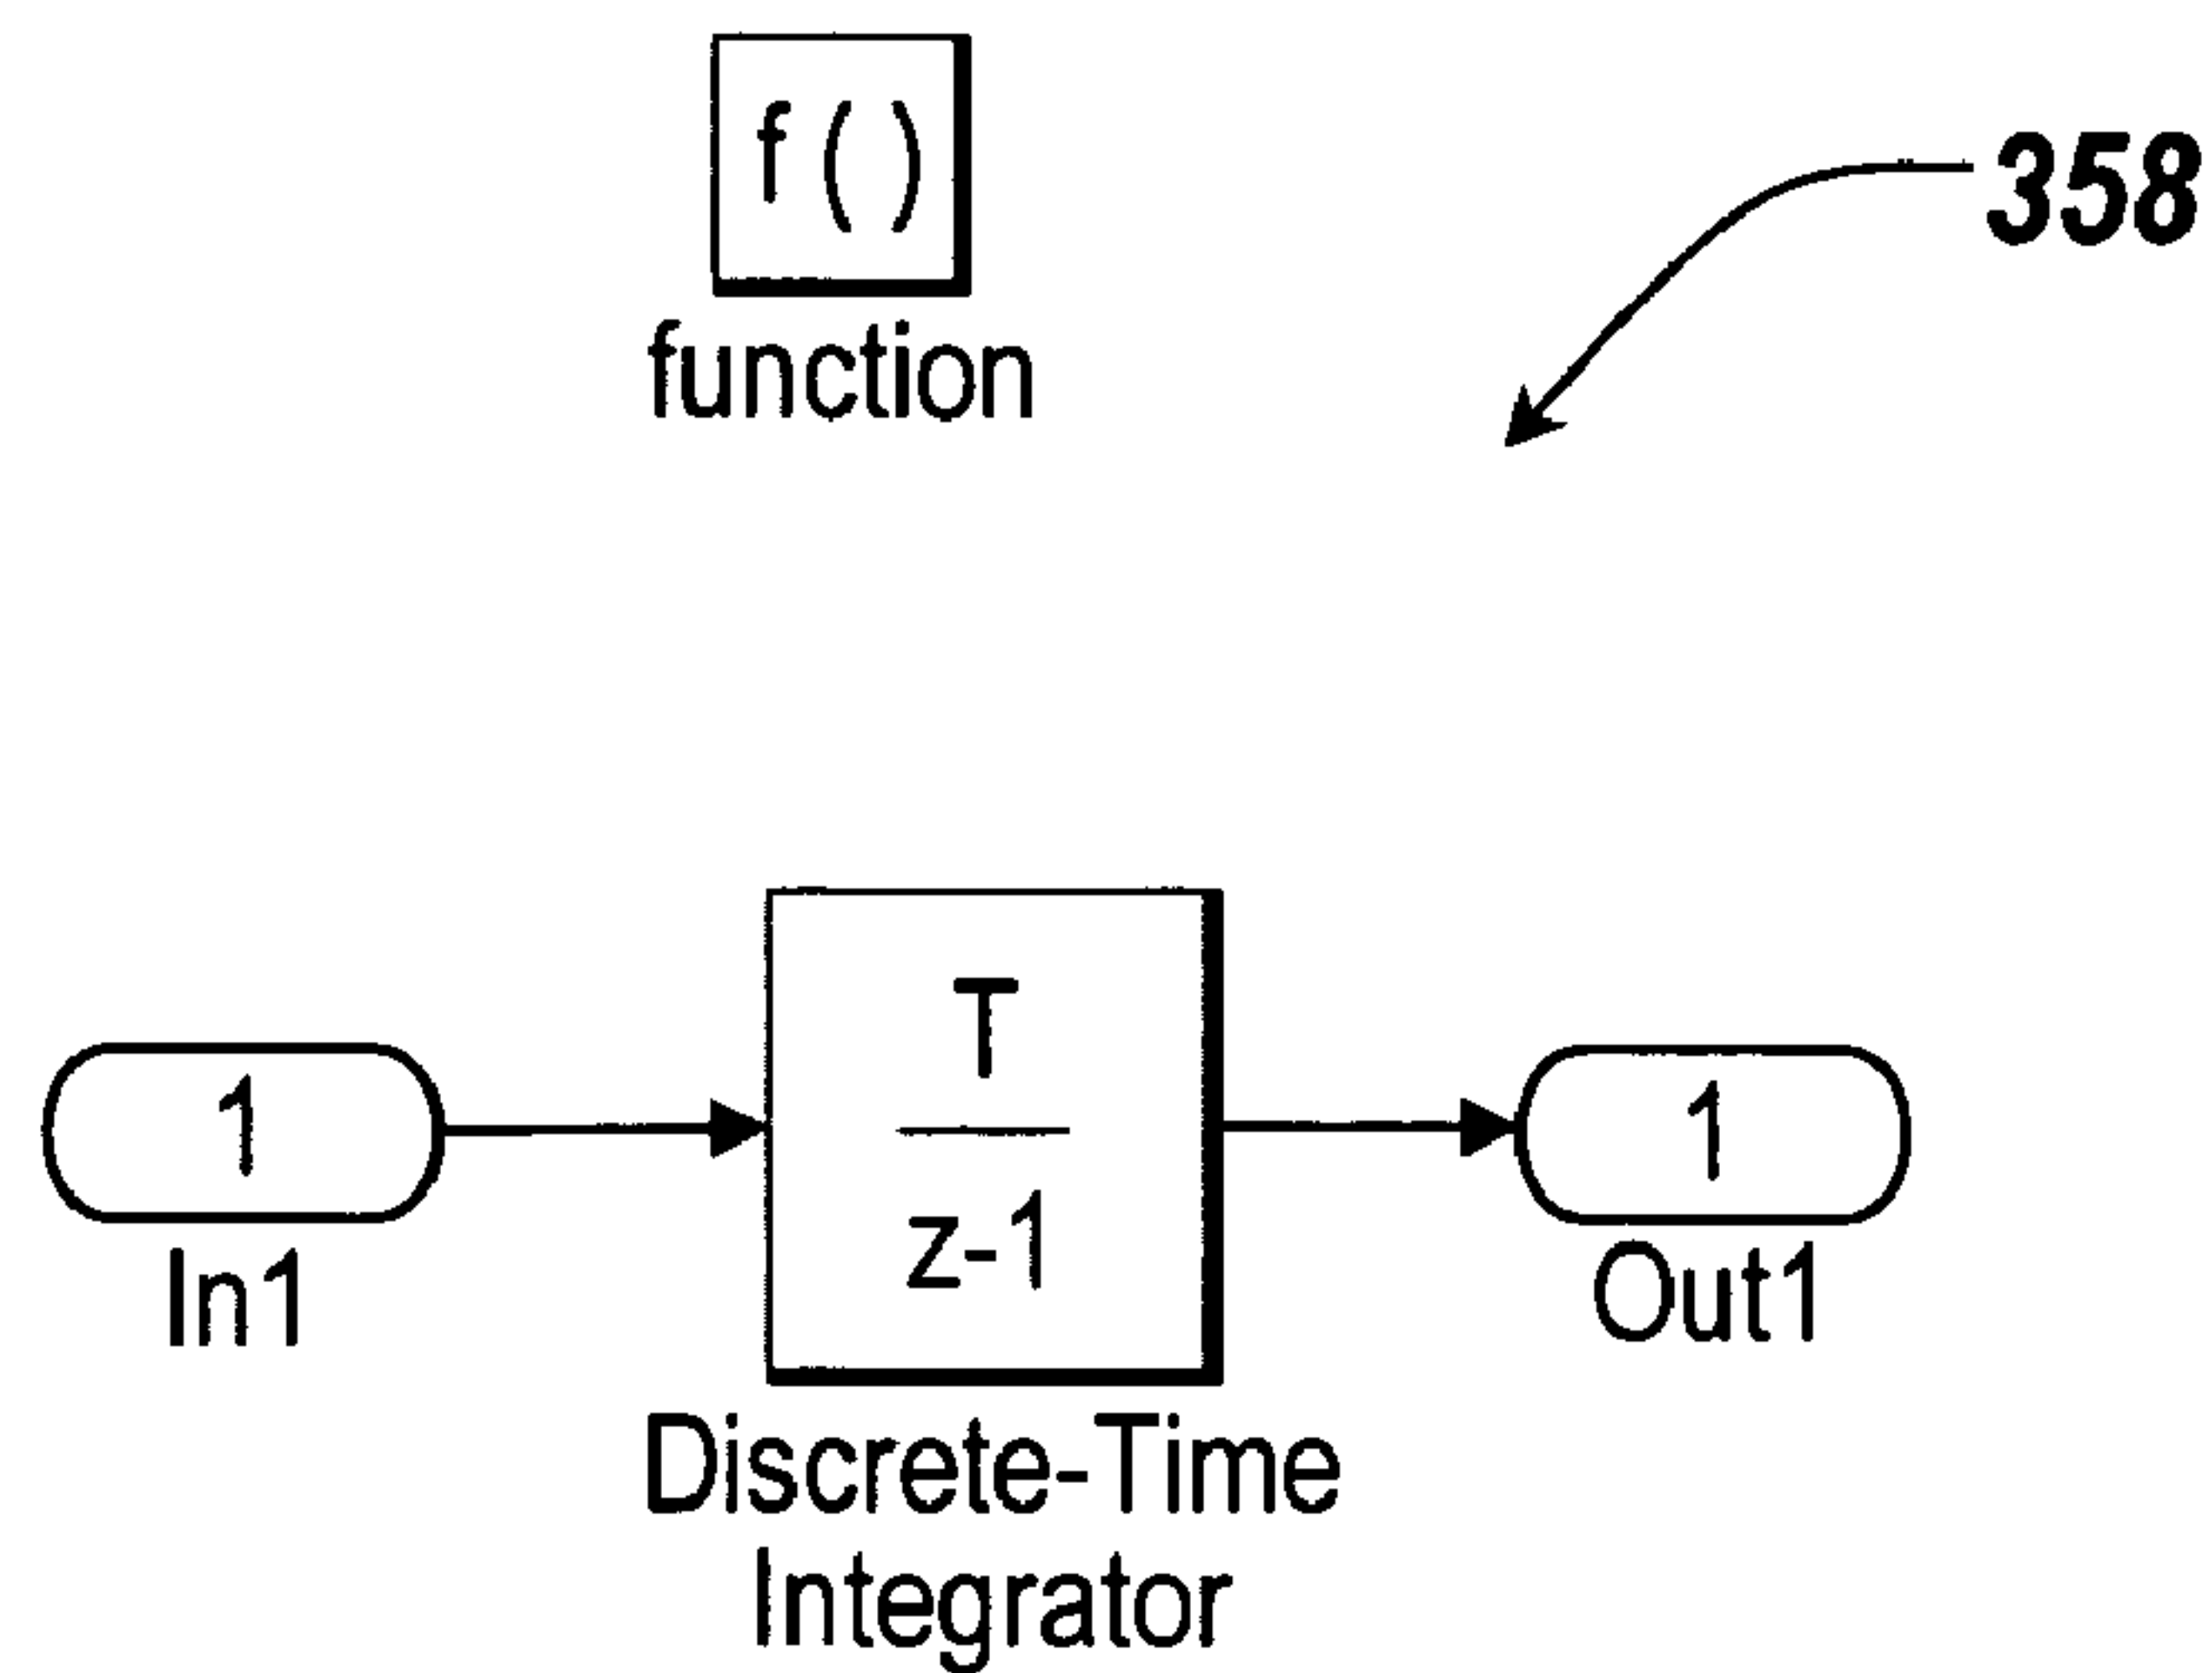 f ( )
function
358
1
In1
T
z-1
Discrete-Time
Integrator
1
Out1